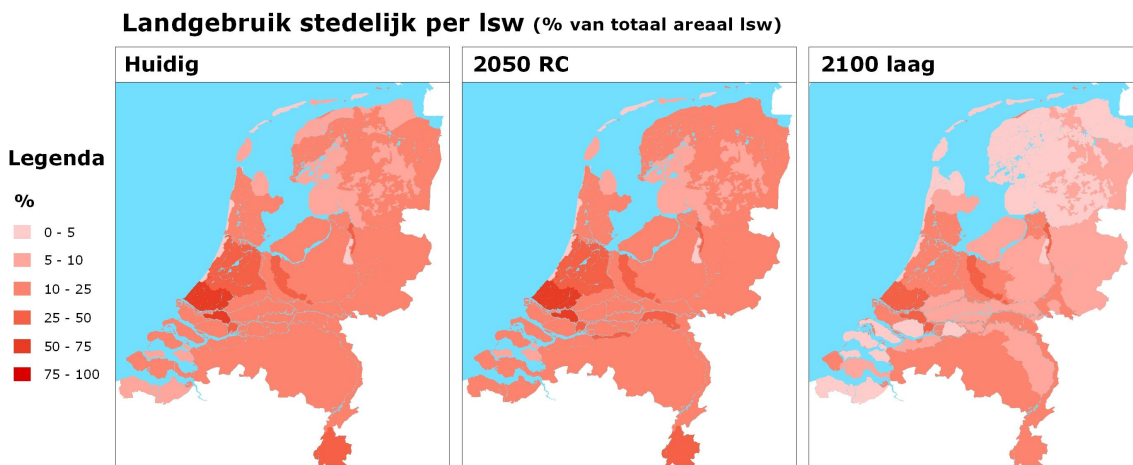 Landgebruik stedelijk per lsw (% van totaal areaal lsw)
Huidig
2050 RC
2100 laag
Legenda
%
0 - 5
5 - 10
10 - 25
25 - 50
50 - 75
75 - 100